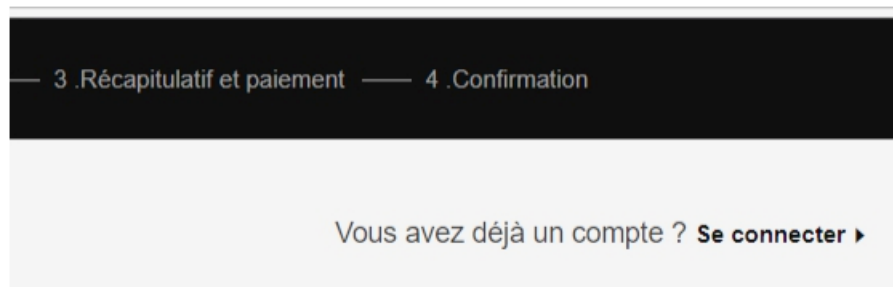 3 .Récapitulatif et paiement 4 .Confirmation
Vous avez déjà un compte ? Se connecter